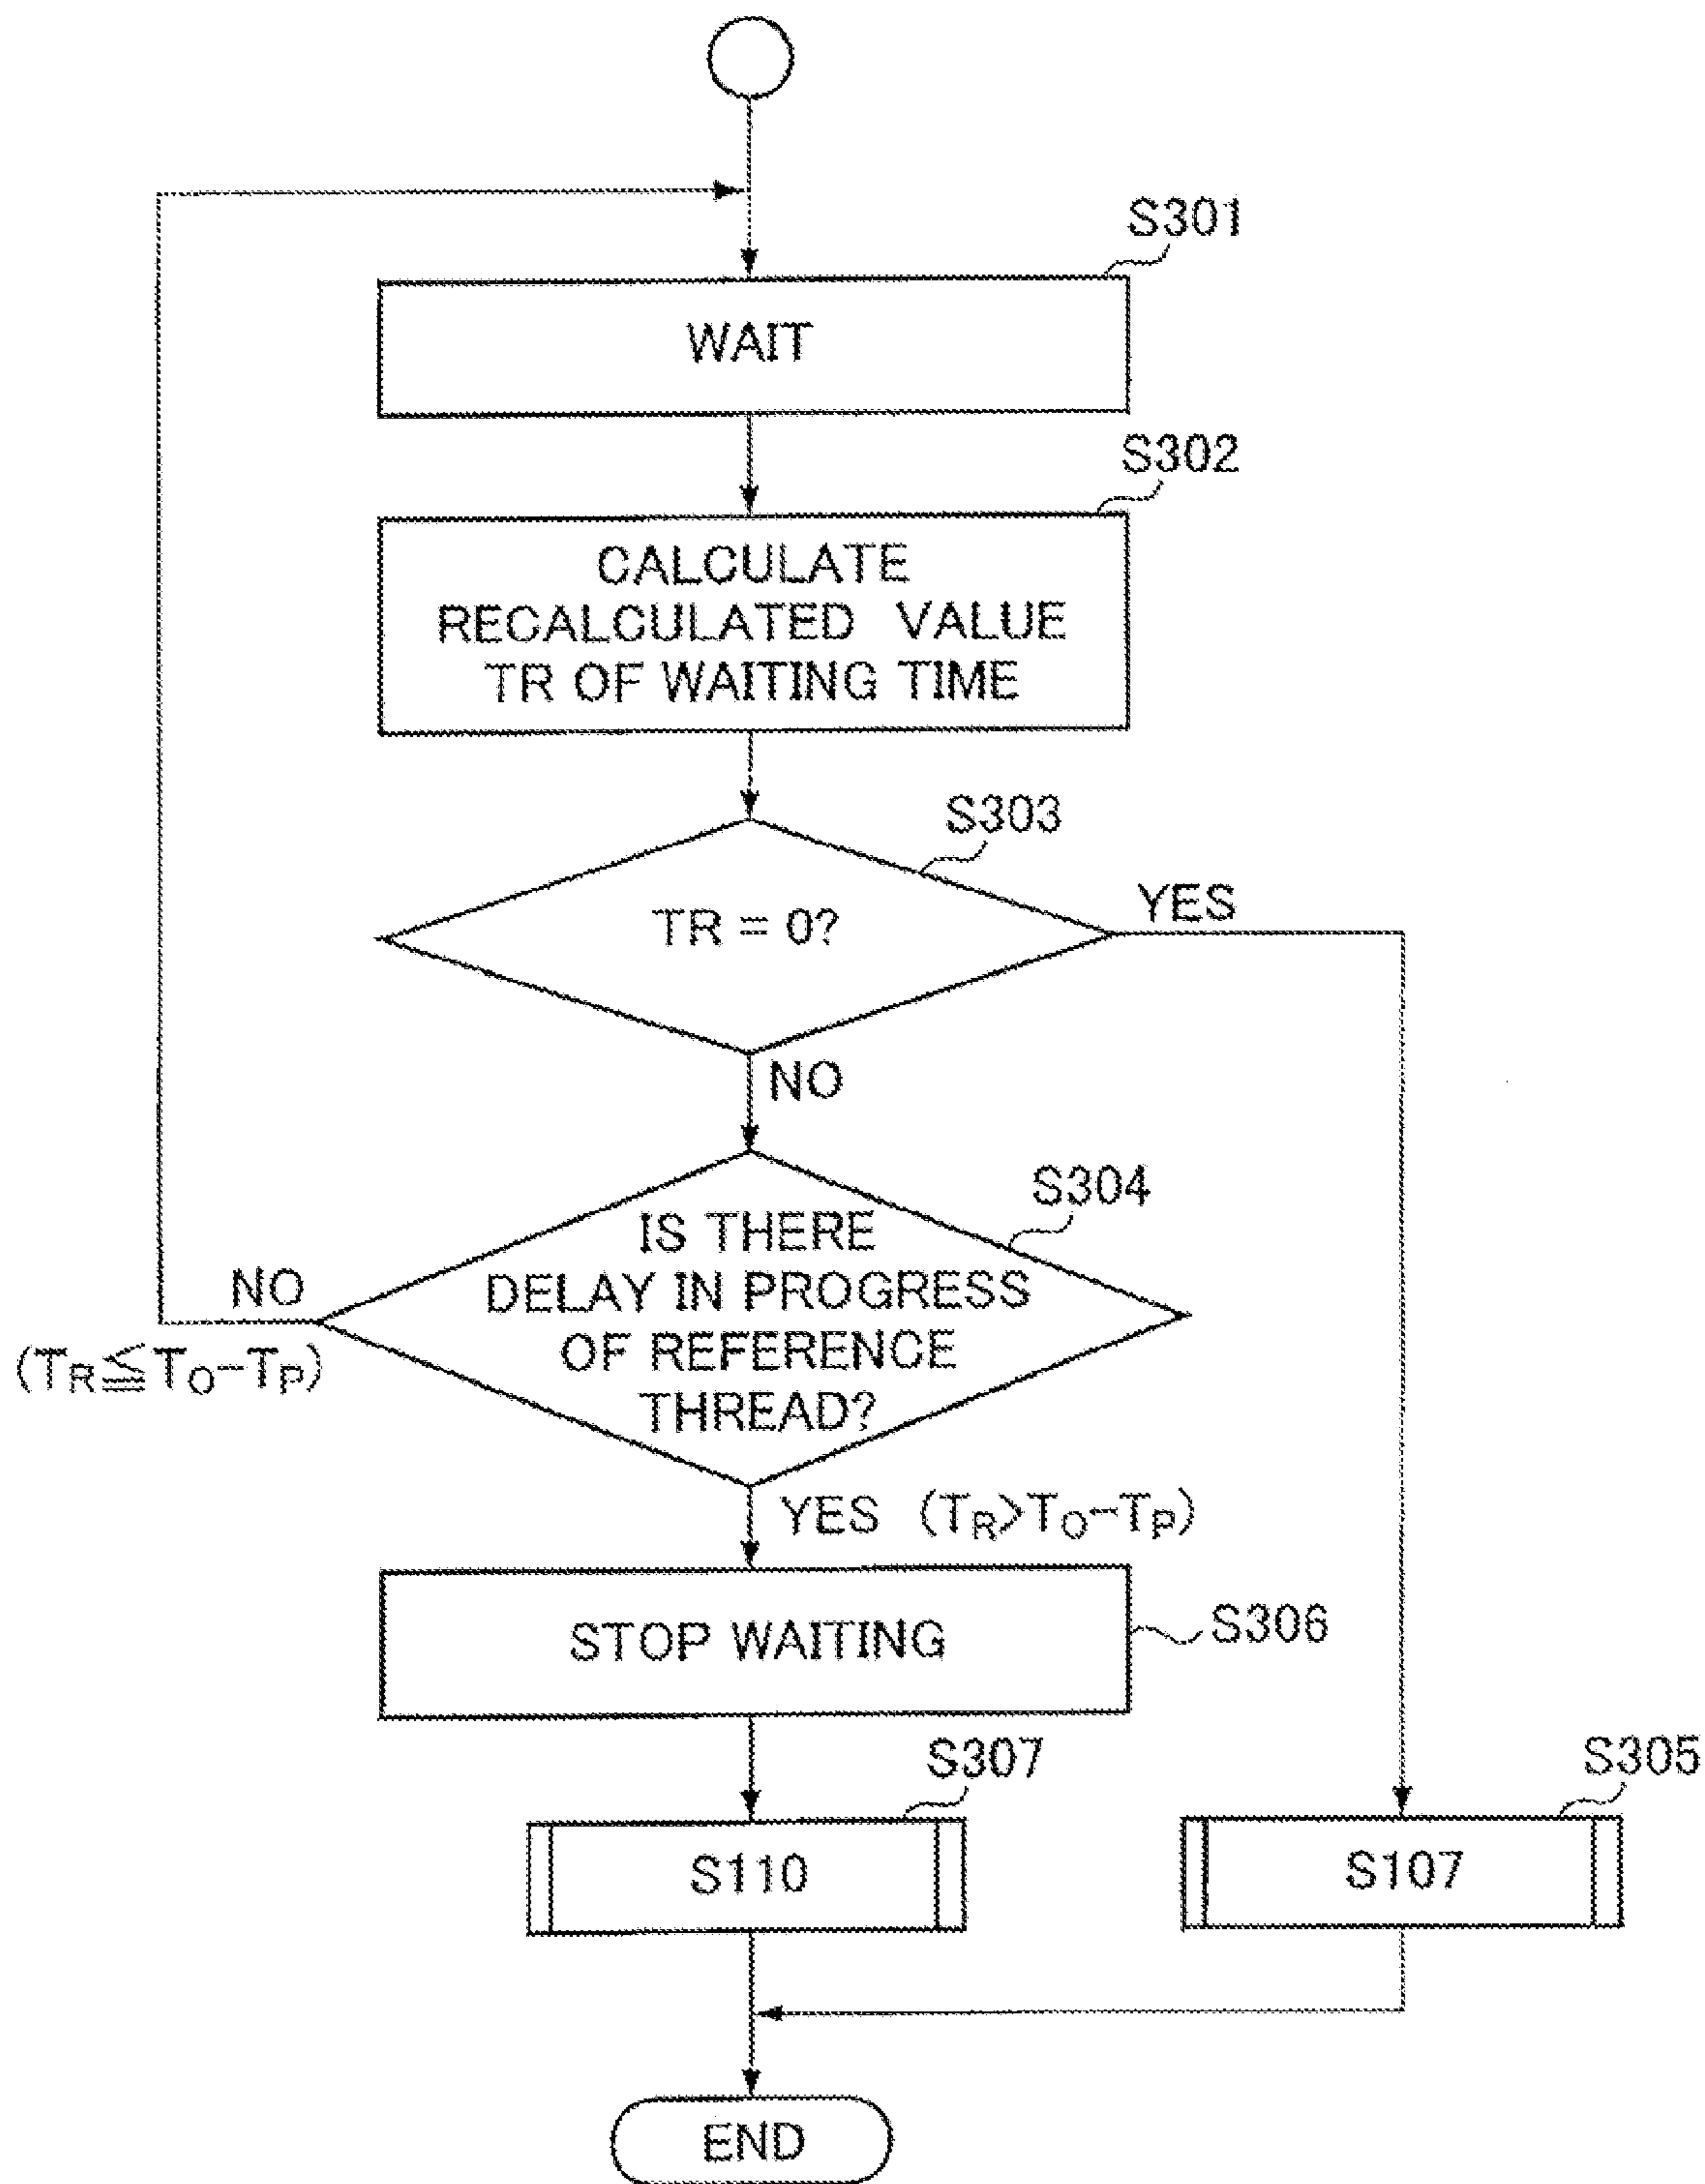 S301
WAIT
S302
CALCULATE
RECALCULATED VALUE
TR OF WAITING TIME
S303
TR = 0?
YES
NO
S304
IS THERE
DELAY IN PROGRESS
OF REFERENCE
THREAD?
NO
(TR≦TO−TP)
YES (TR>TO−TP)
STOP WAITING
S306
S307
S110
S305
S107
END